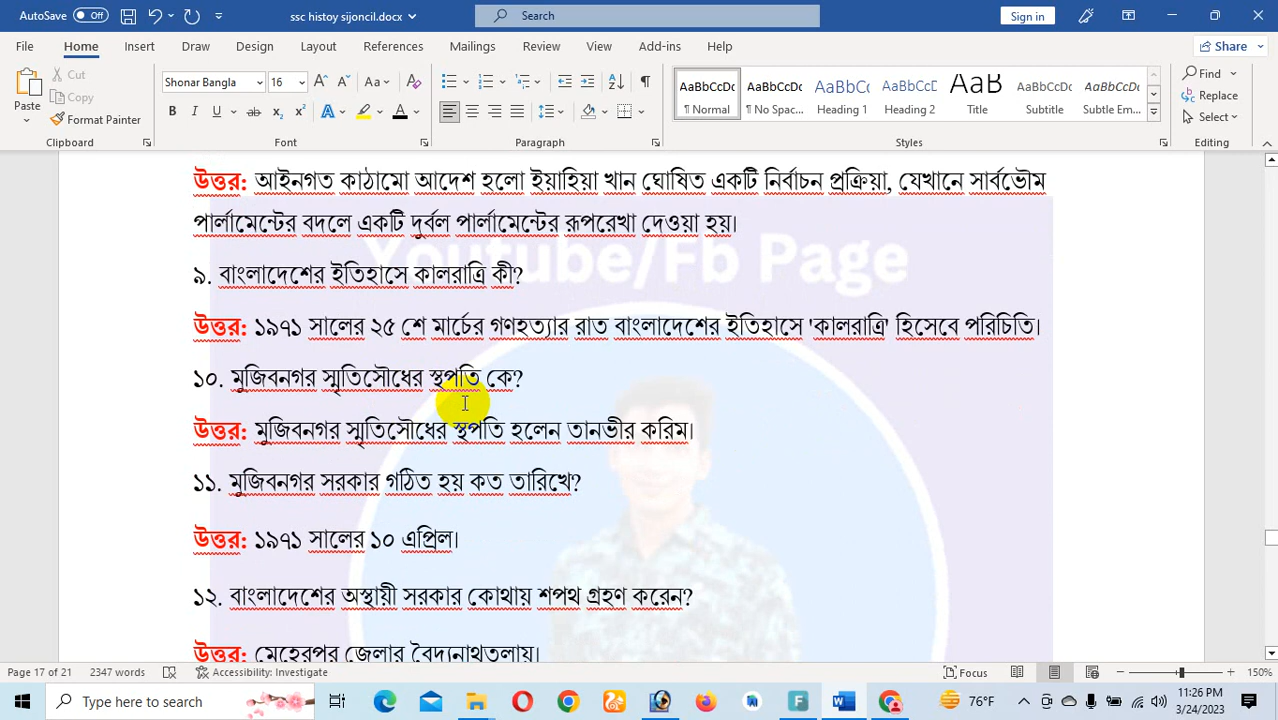 AutoSave Off ssc histoy sijoncil.docx Search Sign in
File Home Insert Draw Design Layout References Mailings Review View Add-ins Help Share
Paste Cut Copy Format Painter
Shonar Bangla 16
AaBbCcDc AaBbCcDc AaBbCc AaBbCcD AaB AaBbCcD AaBbCcDc
¶ Normal ¶ No Spac... Heading 1 Heading 2 Title Subtitle Subtle Em...
Find Replace Select
Clipboard Font Paragraph Styles Editing
উত্তর: আইনগত কাঠামো আদেশ হলো ইয়াহিয়া খান ঘোষিত একটি নির্বাচন প্রক্রিয়া, যেখানে সার্বভৌম
পার্লামেন্টের বদলে একটি দুর্বল পার্লামেন্টের রূপরেখা দেওয়া হয়।
Youtube/Fb Page
৯. বাংলাদেশের ইতিহাসে কালরাত্রি কী?
উত্তর: ১৯৭১ সালের ২৫ শে মার্চের গণহত্যার রাত বাংলাদেশের ইতিহাসে 'কালরাত্রি' হিসেবে পরিচিতি।
১০. মুজিবনগর স্মৃতিসৌধের স্থপতি কে?
উত্তর: মুজিবনগর স্মৃতিসৌধের স্থপতি হলেন তানভীর করিম।
১১. মুজিবনগর সরকার গঠিত হয় কত তারিখে?
উত্তর: ১৯৭১ সালের ১০ এপ্রিল।
১২. বাংলাদেশের অস্থায়ী সরকার কোথায় শপথ গ্রহণ করেন?
উত্তর: মেহেরপুর জেলার বৈদ্যনাথতলায়।
Page 17 of 21 2347 words Accessibility: Investigate Focus 150%
Type here to search 76°F 11:26 PM
3/24/2023